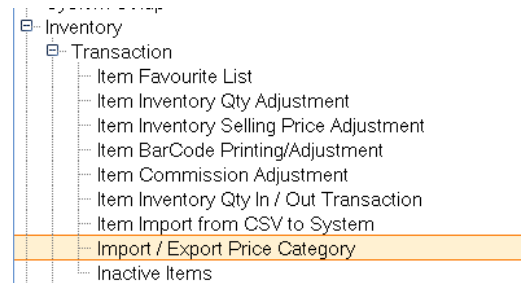 Inventory
Transaction
Item Favourite List
Item Inventory Qty Adjustment
Item Inventory Selling Price Adjustment
Item BarCode Printing/Adjustment
Item Commission Adjustment
Item Inventory Qty In / Out Transaction
Item Import from CSV to System
Import / Export Price Category
Inactive Items